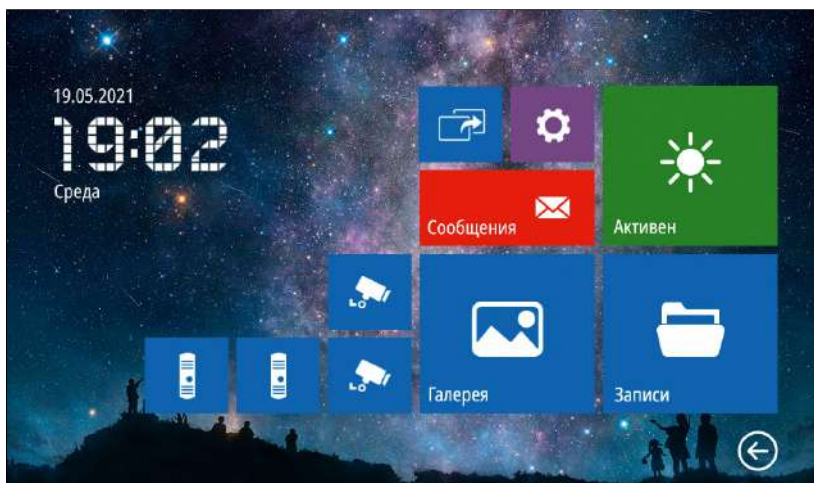 19.05.2021
19:02
Среда
Сообщения
Активен
Галерея
Записи